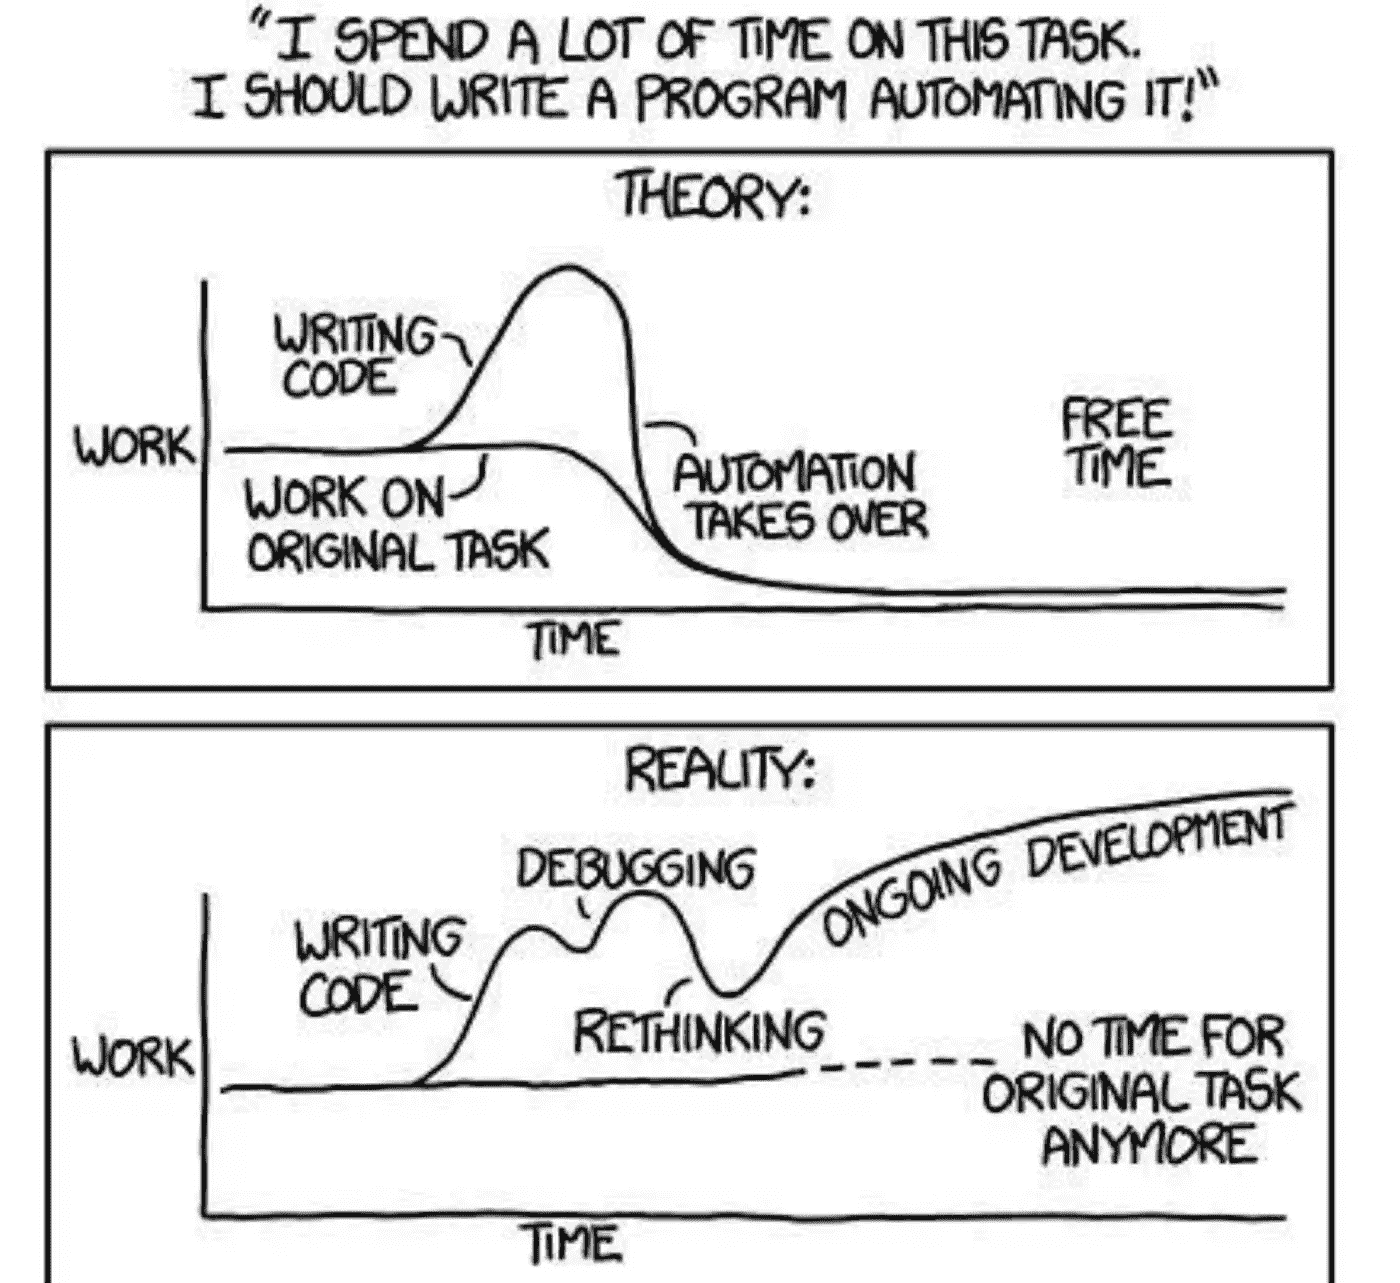 "I SPEND A LOT OF TIME ON THIS TASK.
I SHOULD WRITE A PROGRAM AUTOMATING IT!"
THEORY:
WRITING
CODE
WORK
WORK ON
ORIGINAL TASK
AUTOMATION
TAKES OVER
FREE
TIME
TIME
REALITY:
WRITING
CODE
DEBUGGING
RETHINKING
ONGOING DEVELOPMENT
WORK
NO TIME FOR
ORIGINAL TASK
ANYMORE
TIME